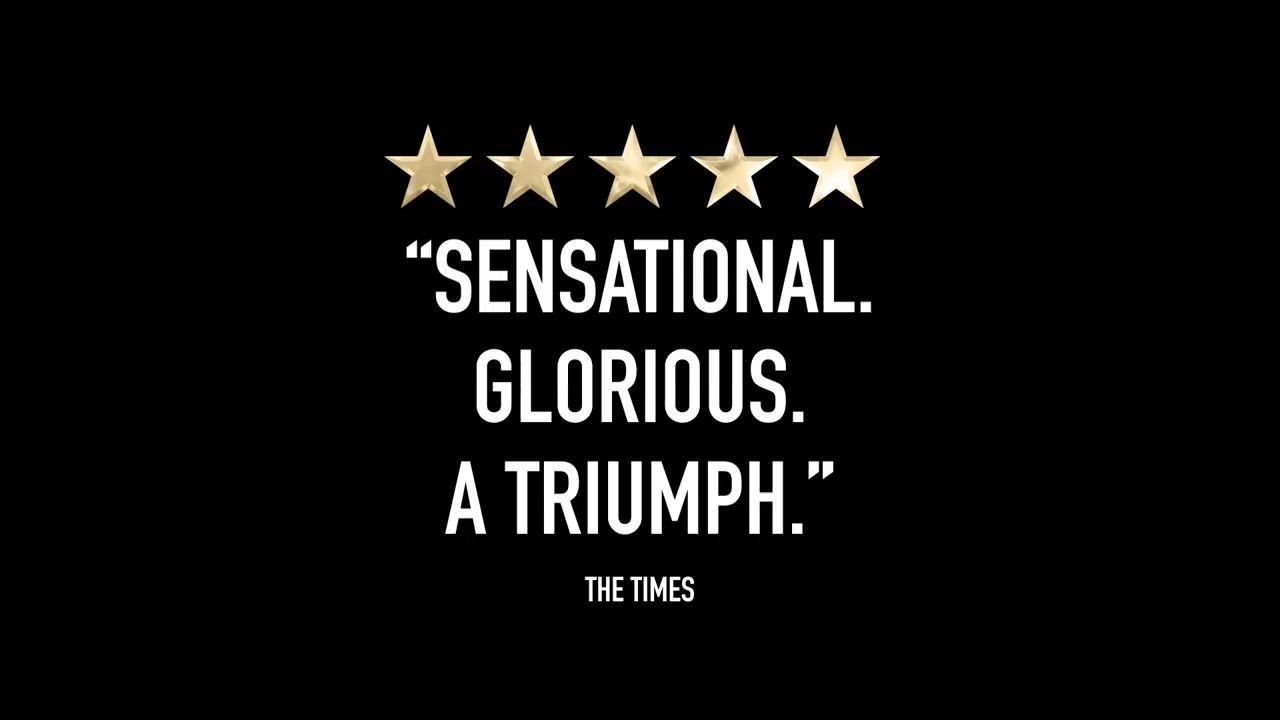 “SENSATIONAL.
GLORIOUS.
A TRIUMPH.”
THE TIMES